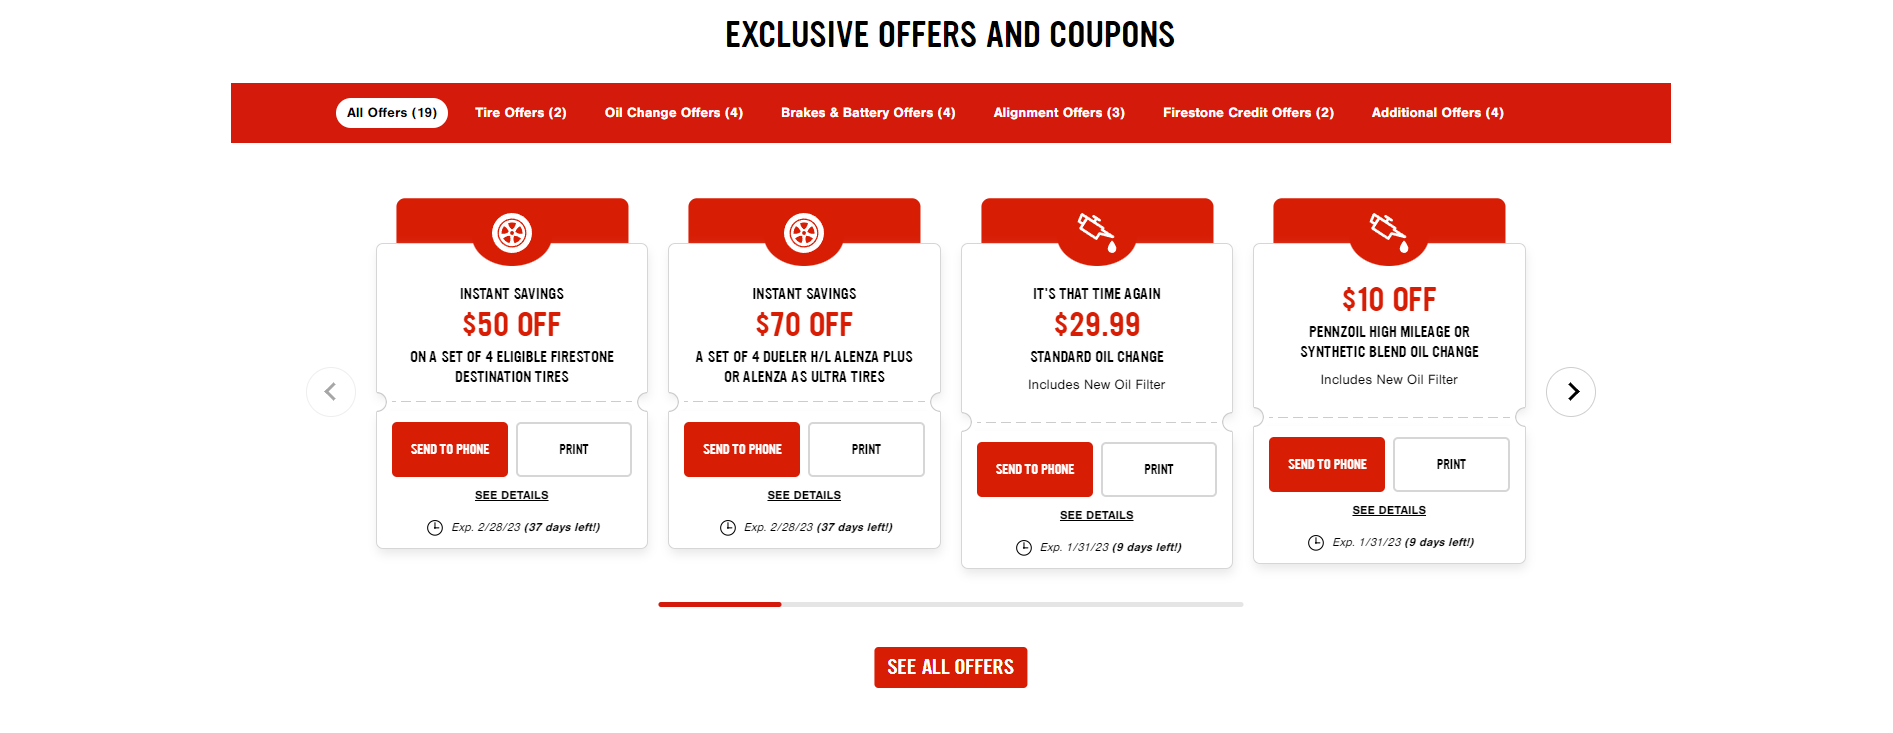 EXCLUSIVE OFFERS AND COUPONS
All Offers (19)
Tire Offers (2)
Oil Change Offers (4)
Brakes & Battery Offers (4)
Alignment Offers (3)
Firestone Credit Offers (2)
Additional Offers (4)
INSTANT SAVINGS
$50 OFF
ON A SET OF 4 ELIGIBLE FIRESTONE
DESTINATION TIRES
SEND TO PHONE
PRINT
SEE DETAILS
Exp. 2/28/23 (37 days left!)
INSTANT SAVINGS
$70 OFF
A SET OF 4 DUELER H/L ALENZA PLUS
OR ALENZA AS ULTRA TIRES
SEND TO PHONE
PRINT
SEE DETAILS
Exp. 2/28/23 (37 days left!)
IT'S THAT TIME AGAIN
$29.99
STANDARD OIL CHANGE
Includes New Oil Filter
SEND TO PHONE
PRINT
SEE DETAILS
Exp. 1/31/23 (9 days left!)
$10 OFF
PENNZOIL HIGH MILEAGE OR
SYNTHETIC BLEND OIL CHANGE
Includes New Oil Filter
SEND TO PHONE
PRINT
SEE DETAILS
Exp. 1/31/23 (9 days left!)
SEE ALL OFFERS